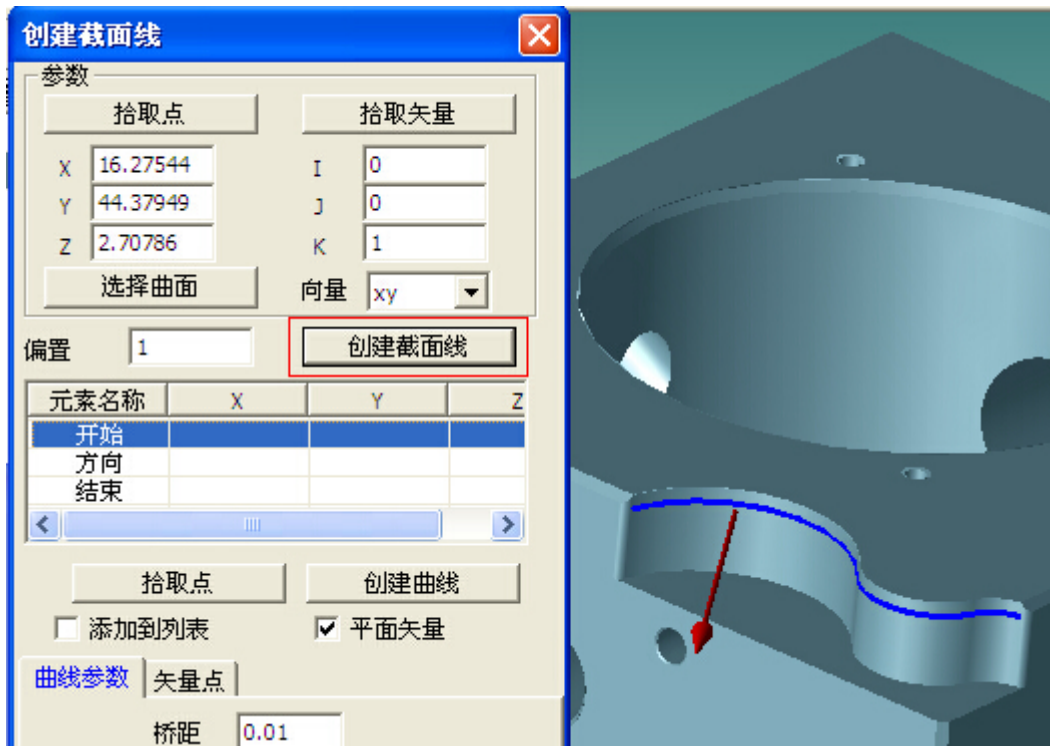 创建截面线
参数
拾取点 拾取矢量
X 16.27544 I 0
Y 44.37949 J 0
Z 2.70786 K 1
选择曲面 向量 xy
偏置 1 创建截面线
元素名称 X Y Z
开始
方向
结束
拾取点 创建曲线
添加到列表 平面矢量
曲线参数 矢量点
桥距 0.01